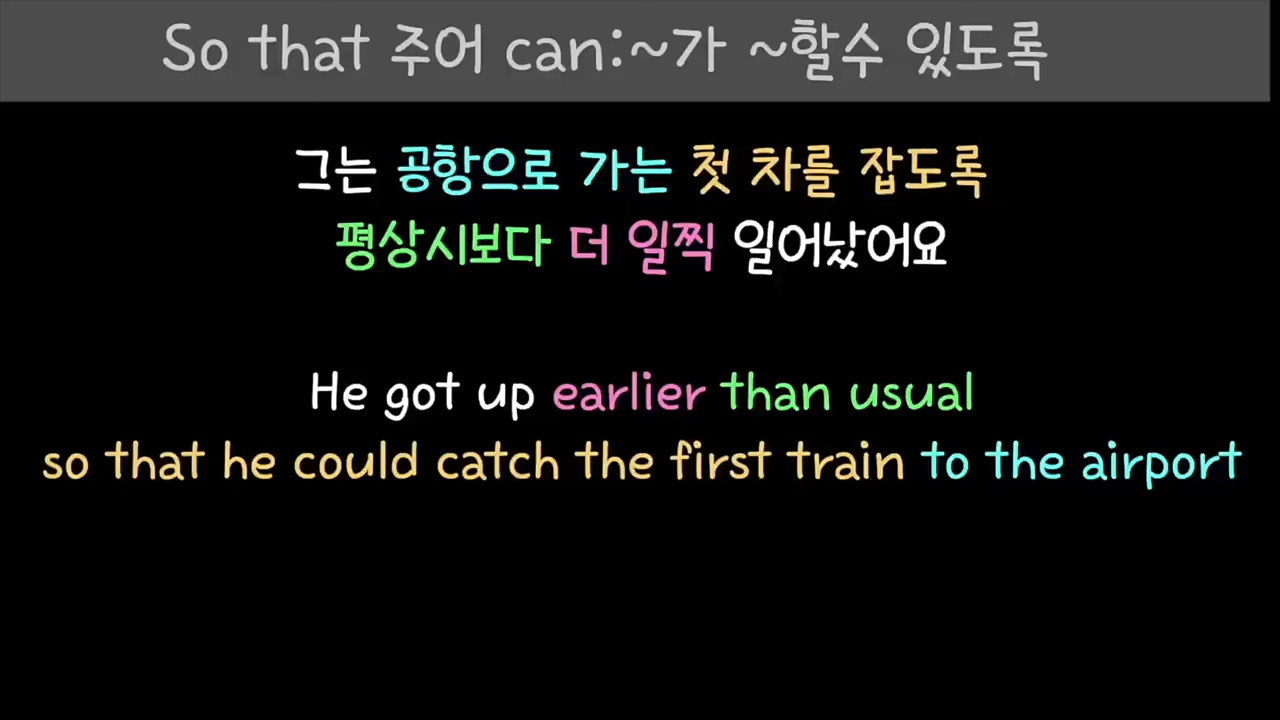 So that 주어 can:~가 ~할수 있도록
그는 공항으로 가는 첫 차를 잡도록
평상시보다 더 일찍 일어났어요
He got up earlier than usual
so that he could catch the first train to the airport